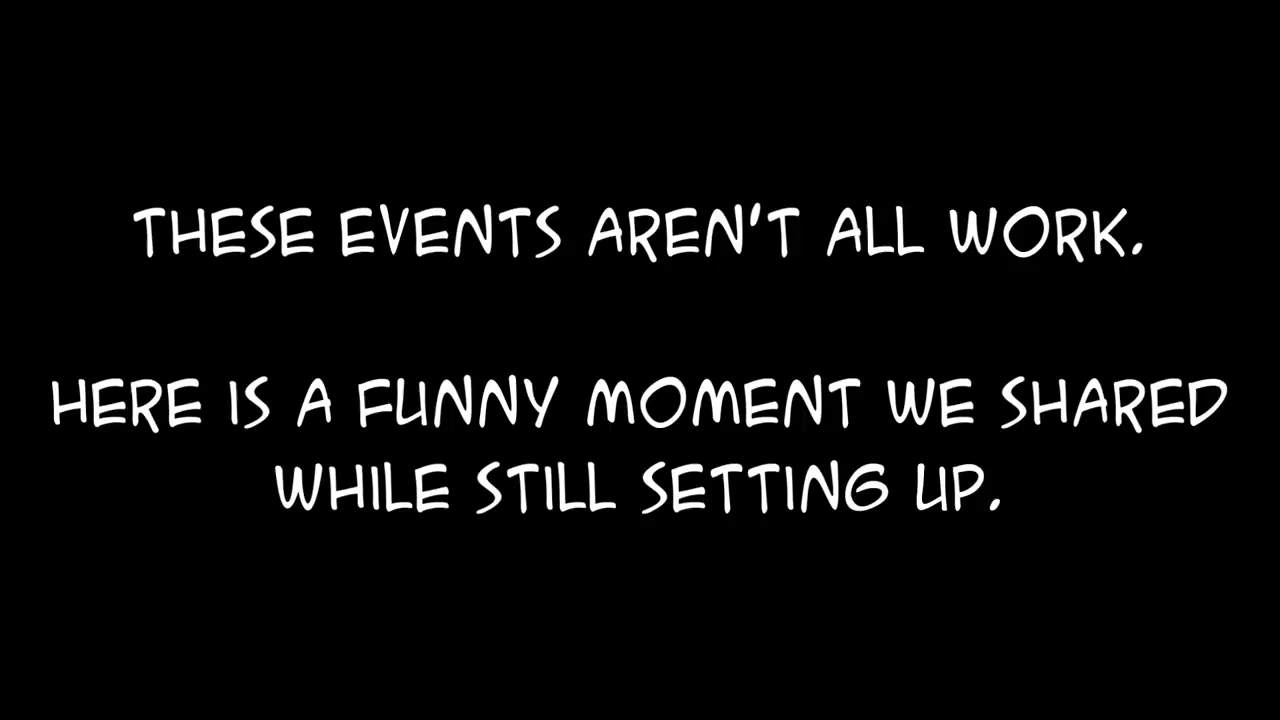 THESE EVENTS AREN'T ALL WORK.
HERE IS A FUNNY MOMENT WE SHARED
WHILE STILL SETTING UP.